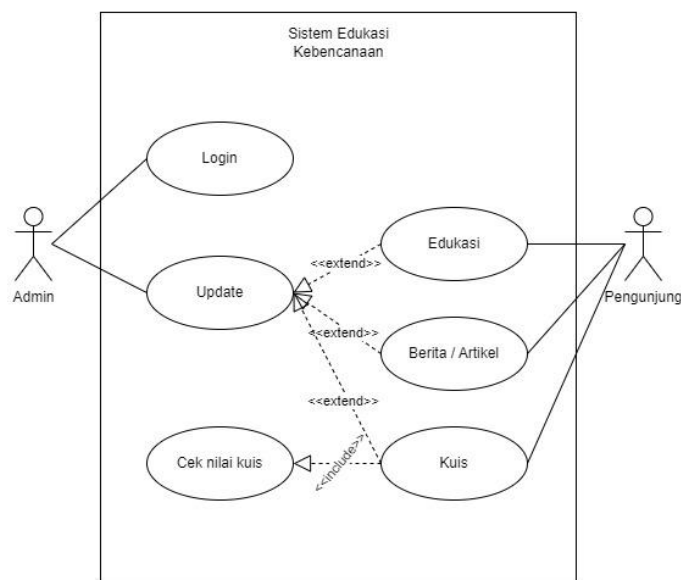 Sistem Edukasi
Kebencanaan
Login
Edukasi
<<extend>>
Admin
Update
Pengunjung
<<extend>>
Berita / Artikel
<<extend>>
Cek nilai kuis
<<include>>
Kuis